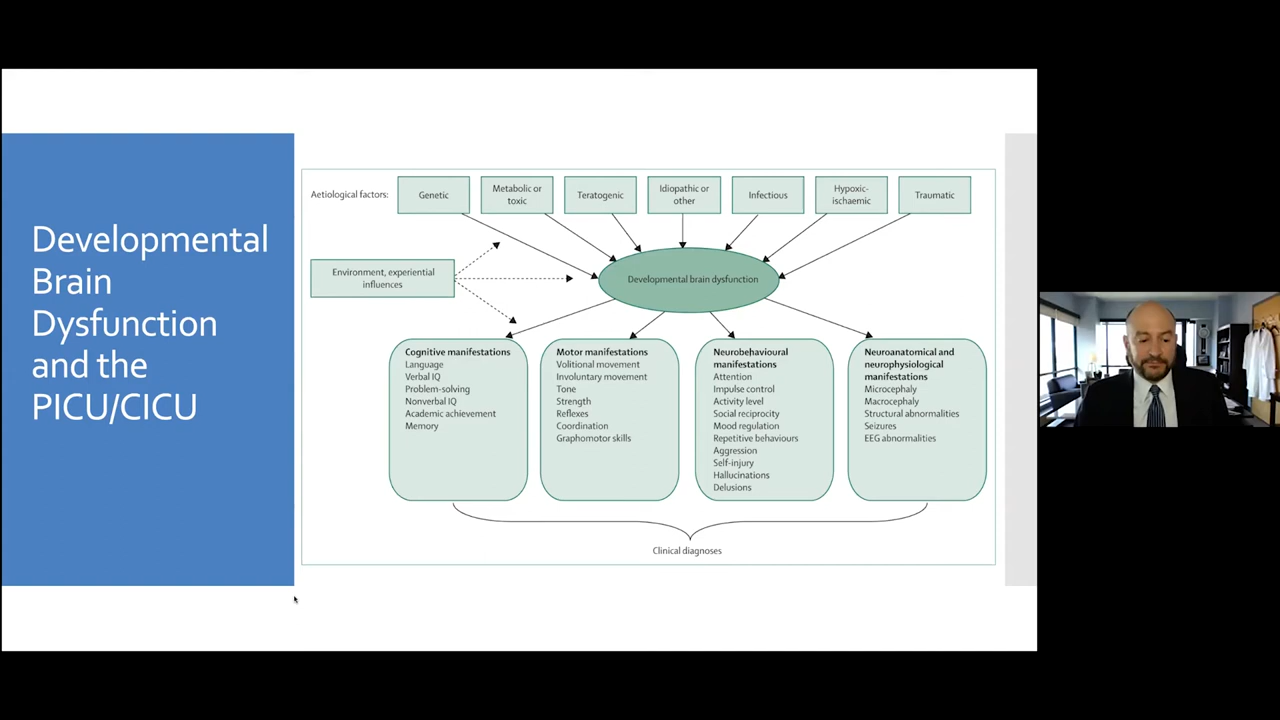 Developmental
Brain
Dysfunction
and the
PICU/CICU
Aetiological factors:
Genetic
Metabolic or
toxic
Teratogenic
Idiopathic or
other
Infectious
Hypoxic-
ischaemic
Traumatic
Environment, experiential
influences
Developmental brain dysfunction
Cognitive manifestations
Language
Verbal IQ
Problem-solving
Nonverbal IQ
Academic achievement
Memory
Motor manifestations
Volitional movement
Involuntary movement
Tone
Strength
Reflexes
Coordination
Graphomotor skills
Neurobehavioural
manifestations
Attention
Impulse control
Activity level
Social reciprocity
Mood regulation
Repetitive behaviours
Aggression
Self-injury
Hallucinations
Delusions
Neuroanatomical and
neurophysiological
manifestations
Microcephaly
Macrocephaly
Structural abnormalities
Seizures
EEG abnormalities
Clinical diagnoses